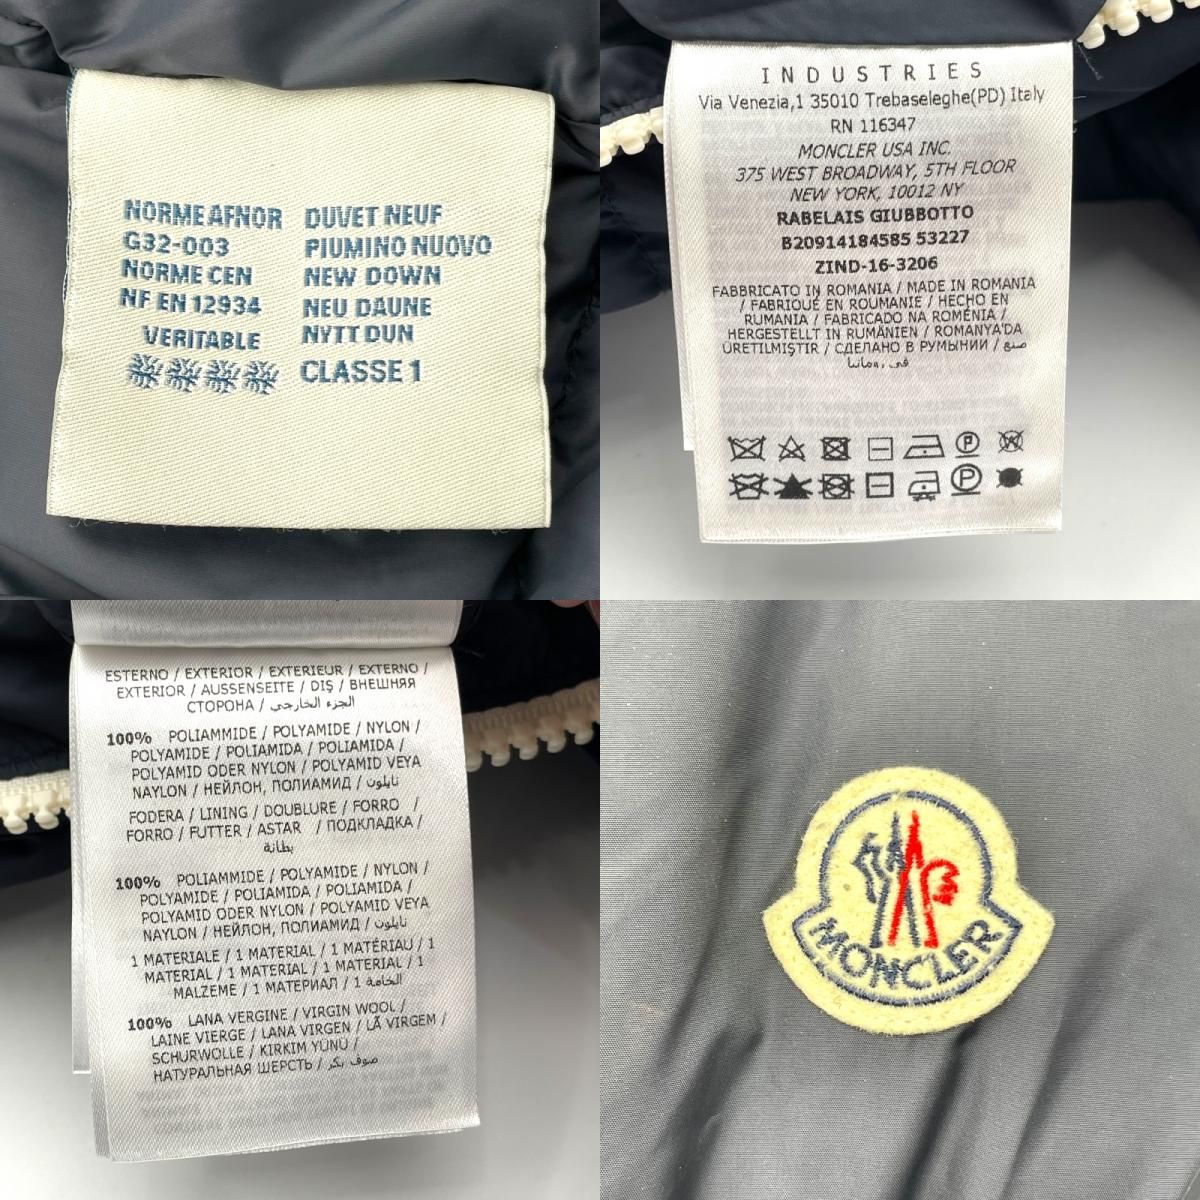 NORME AFNOR
G32-003
NORME CEN
NF EN 12934
VERITABLE
DUVET NEUF
PIUMINO NUOVO
NEW DOWN
NEU DAUNE
NYTT DUN
CLASSE 1
INDUSTRIES
Via Venezia,1 35010 Trebaseleghe(PD) Italy
RN 116347
MONCLER USA INC.
375 WEST BROADWAY, 5TH FLOOR
NEW YORK, 10012 NY
RABELAIS GIUBBOTTO
B20914184585 53227
ZIND-16-3206
FABBRICATO IN ROMANIA / MADE IN ROMANIA
/ FABRIQUÉ EN ROUMANIE / HECHO EN
RUMANIA / FABRICADO NA ROMÉNIA /
HERGESTELLT IN RUMÄNIEN / ROMANYA'DA
ÜRETILMIŞTIR / СДЕЛАНО В РУМЫНИИ / صنع
في رومانيا
P
W
P
ESTERNO / EXTERIOR / EXTERIEUR / EXTERNO /
EXTERIOR / AUSSENSEITE / DIŞ / ВНЕШНЯЯ
СТОРОНА / الجزء الخارجي
100% POLIAMMIDE / POLYAMIDE / NYLON /
POLYAMIDE / POLIAMIDA / POLIAMIDA /
POLYAMID ODER NYLON / POLYAMID VEYA
NAYLON / НЕЙЛОН, ПОЛИАМИД / نايلون
FODERA / LINING / DOUBLURE / FORRO /
FORRO / FUTTER / ASTAR / ПОДКЛАДКА /
بطانة
100% POLIAMMIDE / POLYAMIDE / NYLON /
POLYAMIDE / POLIAMIDA / POLIAMIDA /
POLYAMID ODER NYLON / POLYAMID VEYA
NAYLON / НЕЙЛОН, ПОЛИАМИД / نايلون
1 MATERIALE / 1 MATERIAL / 1 MATÉRIAU / 1
MATERIAL / 1 MATERIAL / 1 MATERIAL / 1
MALZEME / 1 МАТЕРИАЛ / 1 الخامة
100% LANA VERGINE / VIRGIN WOOL /
LAINE VIERGE / LANA VIRGEN / LÃ VIRGEM /
SCHURWOLLE / KIRKIM YÜNÜ /
НАТУРАЛЬНАЯ ШЕРСТЬ / صوف بكر
MONCLER